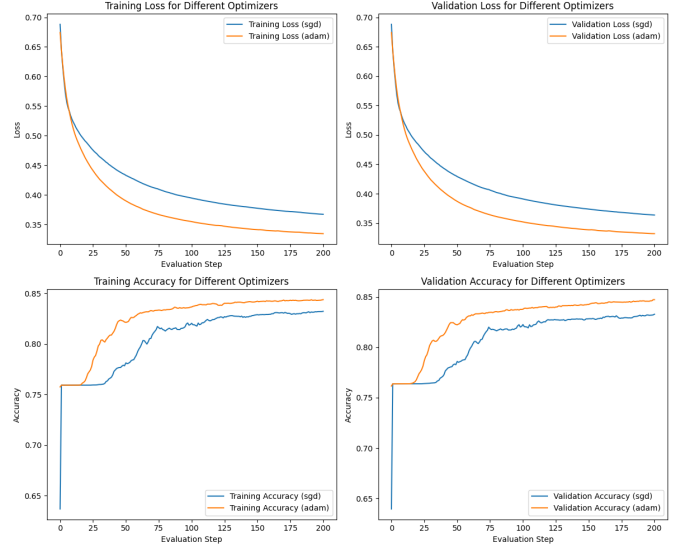 Training Loss for Different Optimizers
0.70
0.65
0.60
0.55
0.50
0.45
0.40
0.35
Loss
Training Loss (sgd)
Training Loss (adam)
0 25 50 75 100 125 150 175 200
Evaluation Step
Validation Loss for Different Optimizers
0.70
0.65
0.60
0.55
0.50
0.45
0.40
0.35
Loss
Validation Loss (sgd)
Validation Loss (adam)
0 25 50 75 100 125 150 175 200
Evaluation Step
Training Accuracy for Different Optimizers
0.85
0.80
0.75
0.70
0.65
Accuracy
Training Accuracy (sgd)
Training Accuracy (adam)
0 25 50 75 100 125 150 175 200
Evaluation Step
Validation Accuracy for Different Optimizers
0.85
0.80
0.75
0.70
0.65
Accuracy
Validation Accuracy (sgd)
Validation Accuracy (adam)
0 25 50 75 100 125 150 175 200
Evaluation Step